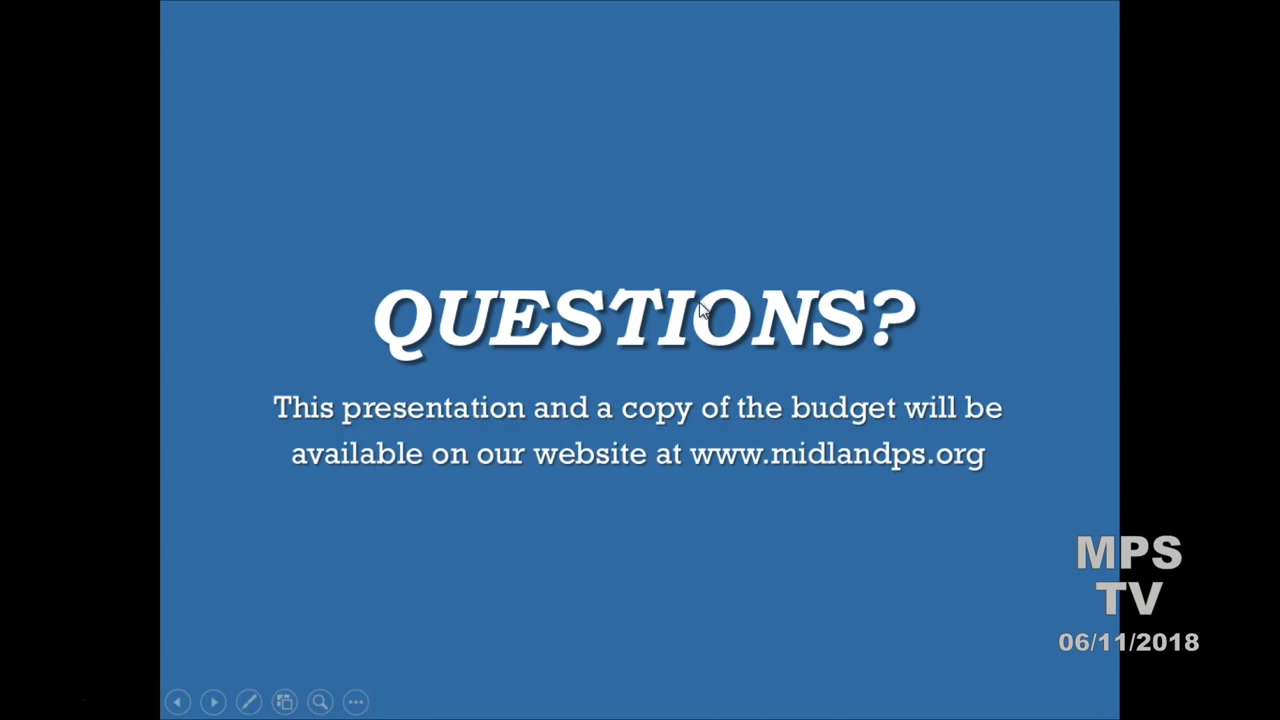 QUESTIONS?
This presentation and a copy of the budget will be
available on our website at www.midlandps.org
MPS
TV
06/11/2018